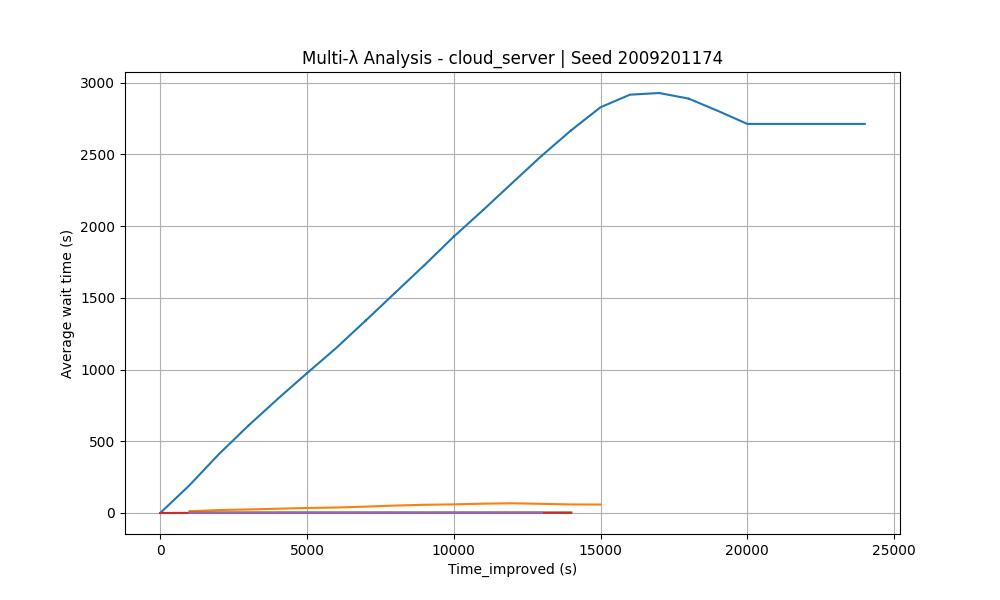 Multi-λ Analysis - cloud_server | Seed 2009201174
Average wait time (s)
3000
2500
2000
1500
1000
500
0
0 5000 10000 15000 20000 25000
Time_improved (s)